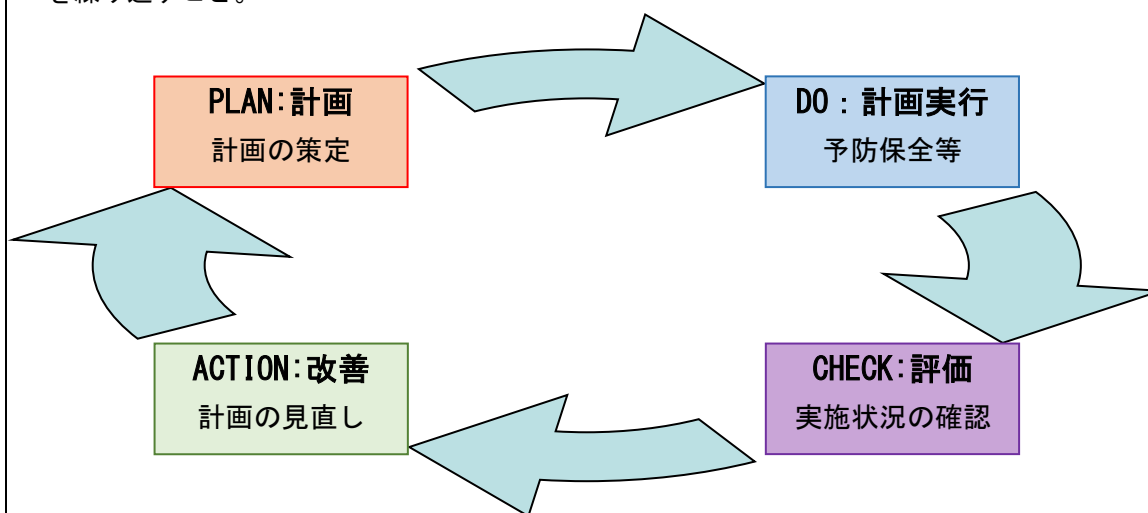 PLAN:計画
計画の策定
DO：計画実行
予防保全等
ACTION:改善
計画の見直し
CHECK:評価
実施状況の確認